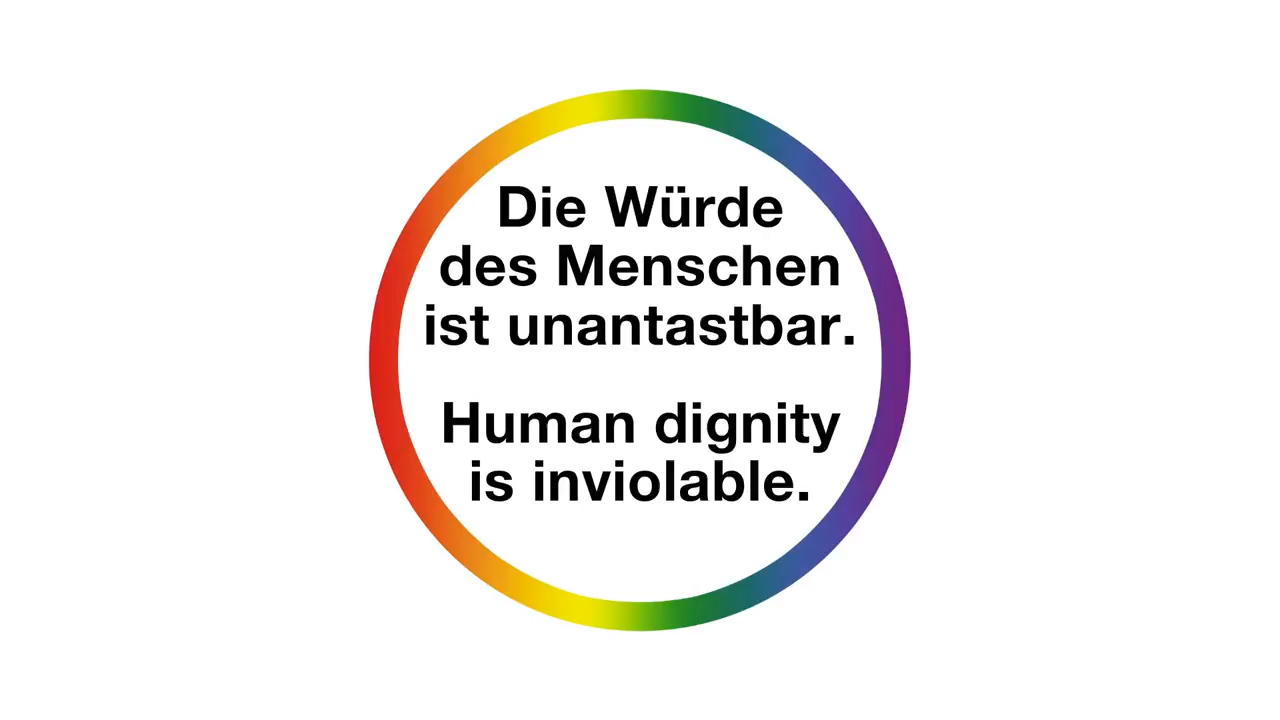 Die Würde
des Menschen
ist unantastbar.
Human dignity
is inviolable.